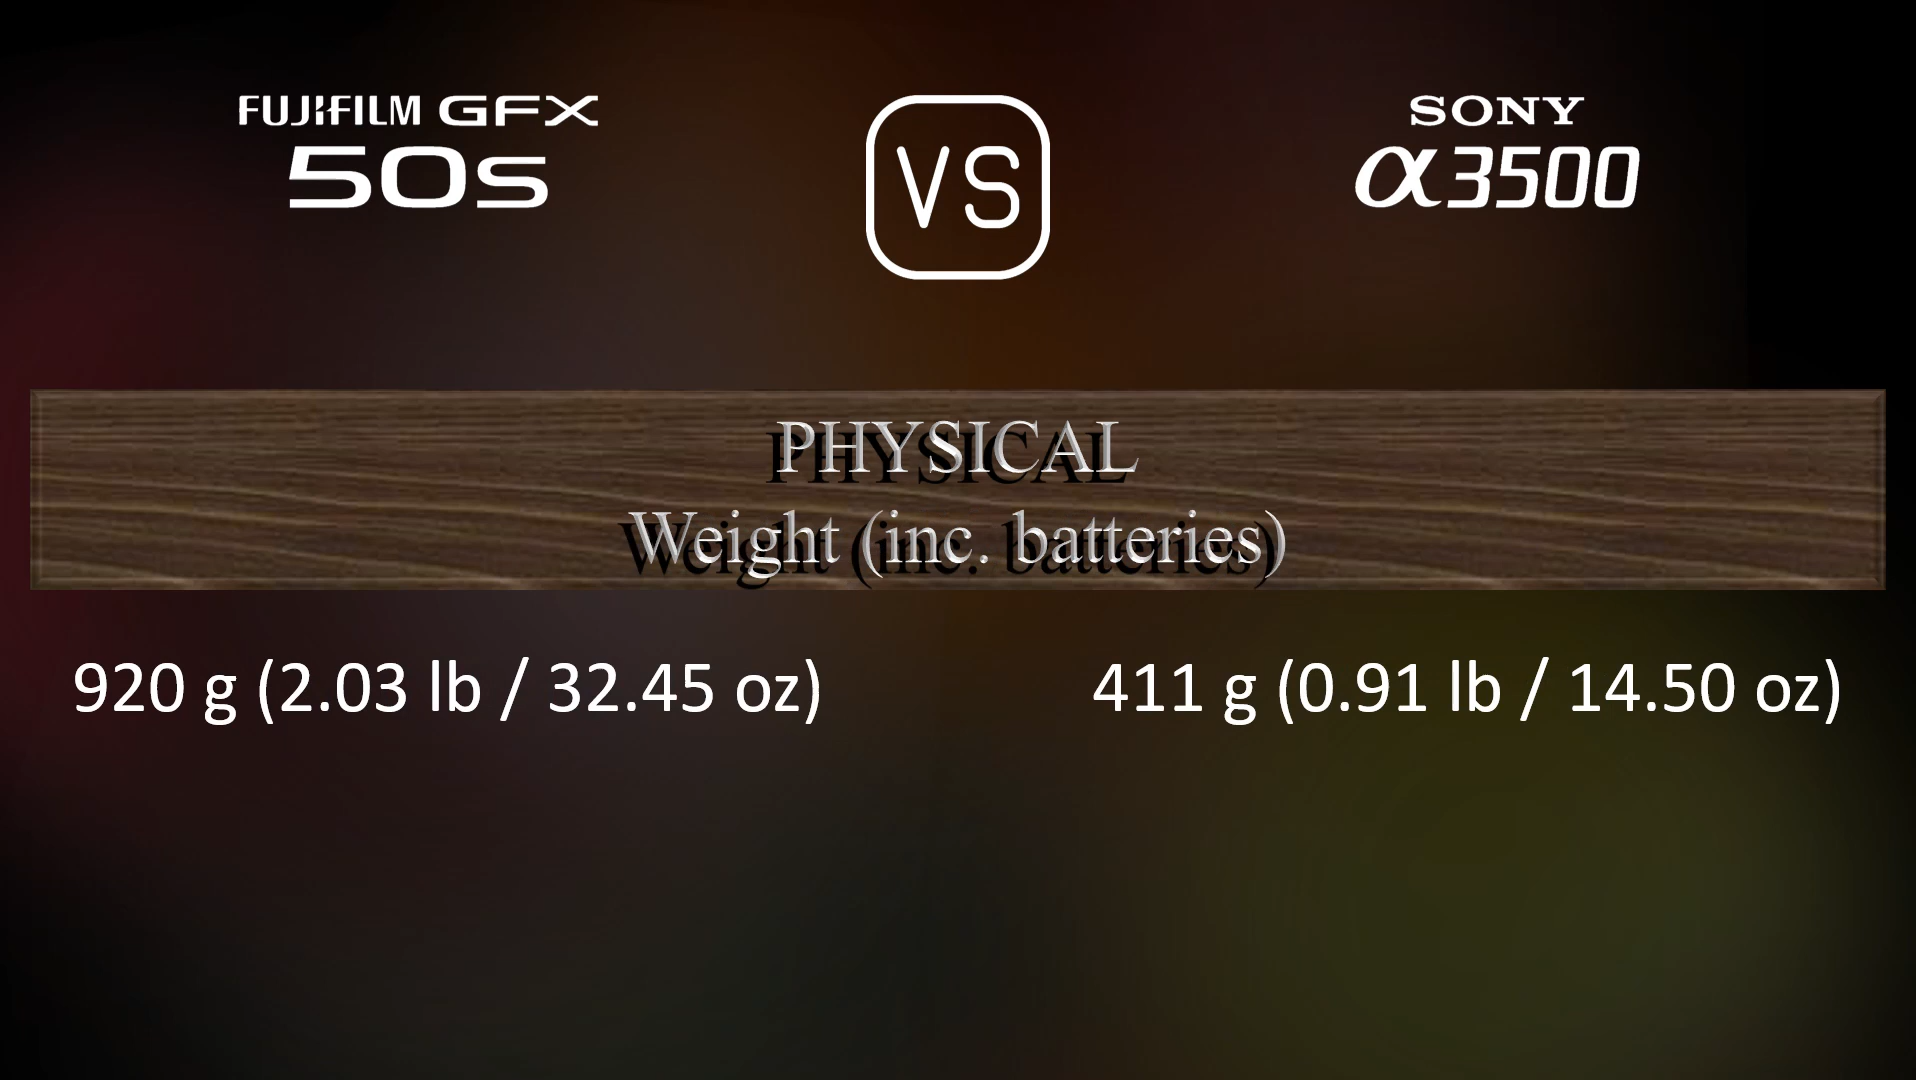 FUJIFILM GFX
50S
VS
SONY
α3500
PHYSICAL
Weight (inc. batteries)
920 g (2.03 lb / 32.45 oz)
411 g (0.91 lb / 14.50 oz)